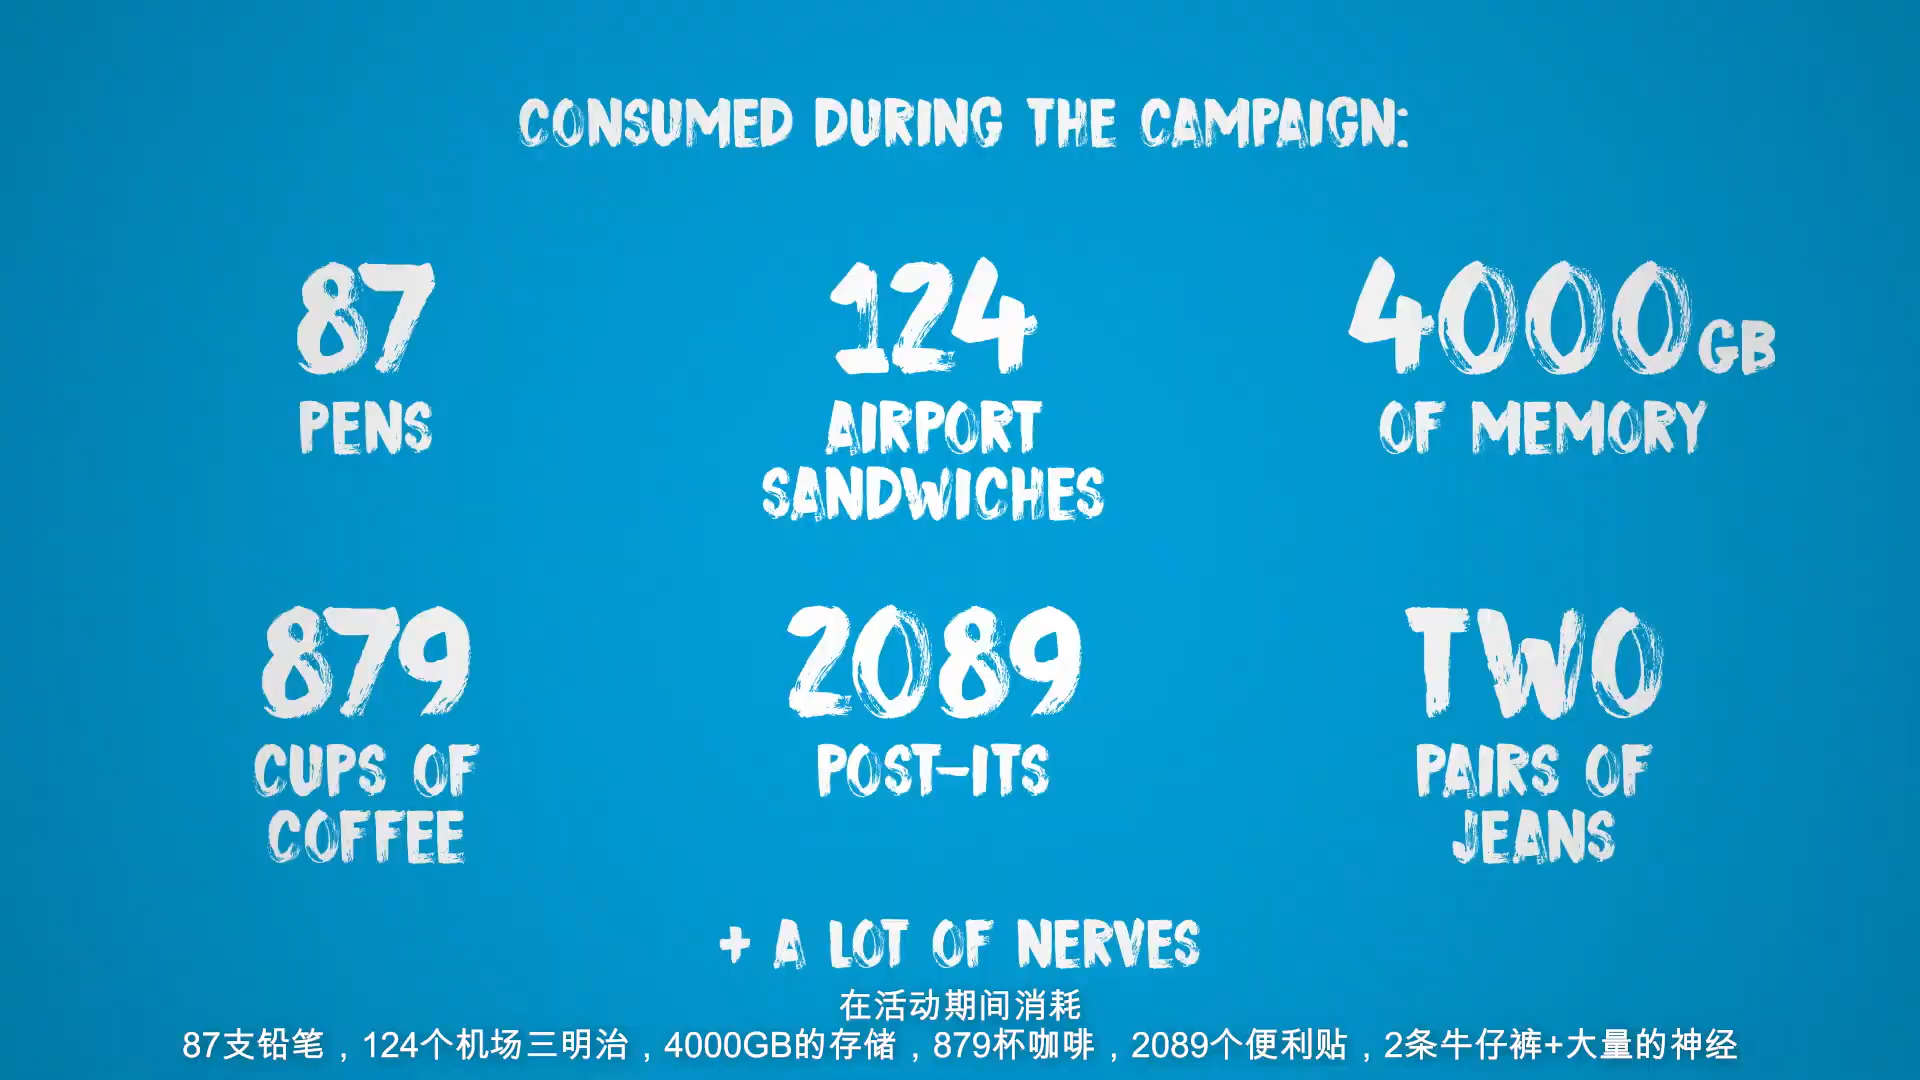 CONSUMED DURING THE CAMPAIGN:
87
PENS
124
AIRPORT
SANDWICHES
4000GB
OF MEMORY
879
CUPS OF
COFFEE
2089
POST-ITS
TWO
PAIRS OF
JEANS
+ A LOT OF NERVES
在活动期间消耗
87支铅笔，124个机场三明治，4000GB的存储，879杯咖啡，2089个便利贴，2条牛仔裤+大量的神经